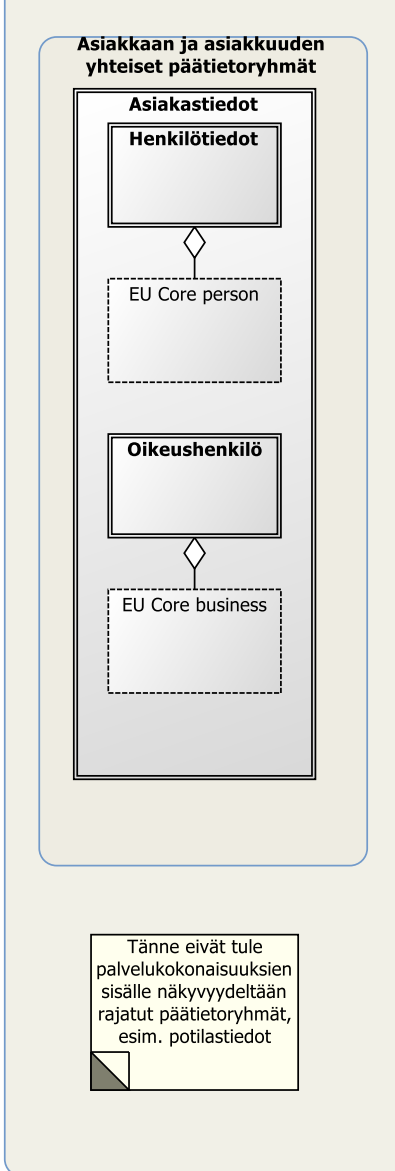 Asiakkaan ja asiakkuuden
yhteiset päätietoryhmät
Asiakastiedot
Henkilötiedot
EU Core person
Oikeushenkilö
EU Core business
Tänne eivät tule
palvelukokonaisuuksien
sisälle näkyvyydeltään
rajatut päätietoryhmät,
esim. potilastiedot